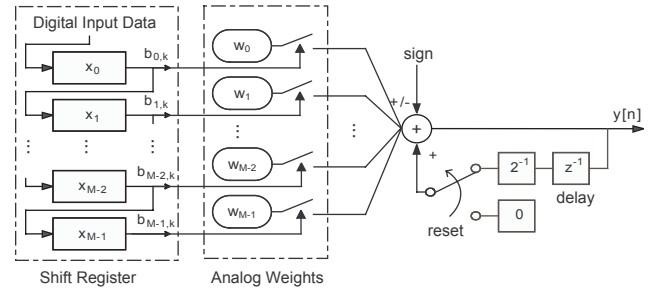 Digital Input Data
x0
b0,k
w0
x1
b1,k
w1
xM-2
bM-2,k
wM-2
xM-1
bM-1,k
wM-1
sign
+/-
+
+
y[n]
2-1
z-1
delay
0
reset
Shift Register
Analog Weights